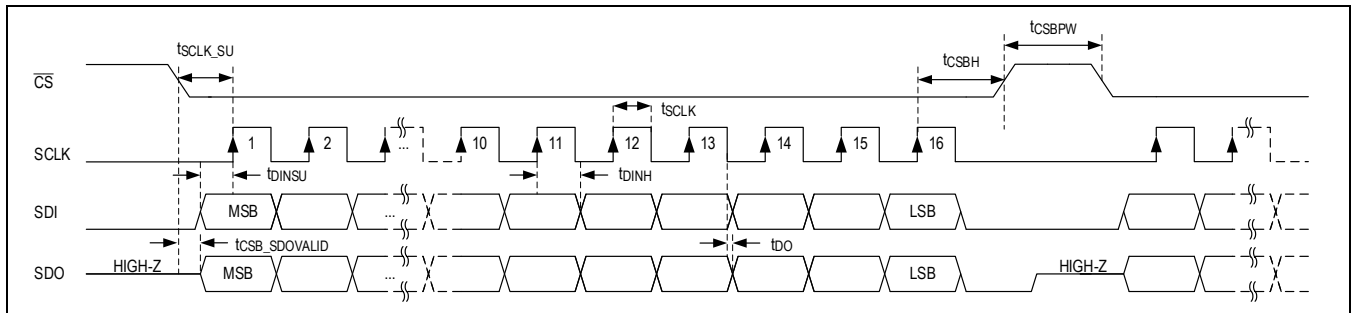 tSCLK_SU
tCSBH
tCSBPW
CS
tSCLK
SCLK 1 2 ... 10 11 12 13 14 15 16
tDINSU tDINH
SDI MSB ... LSB
tCSB_SDOVALID tDO
SDO HIGH-Z MSB ... LSB HIGH-Z